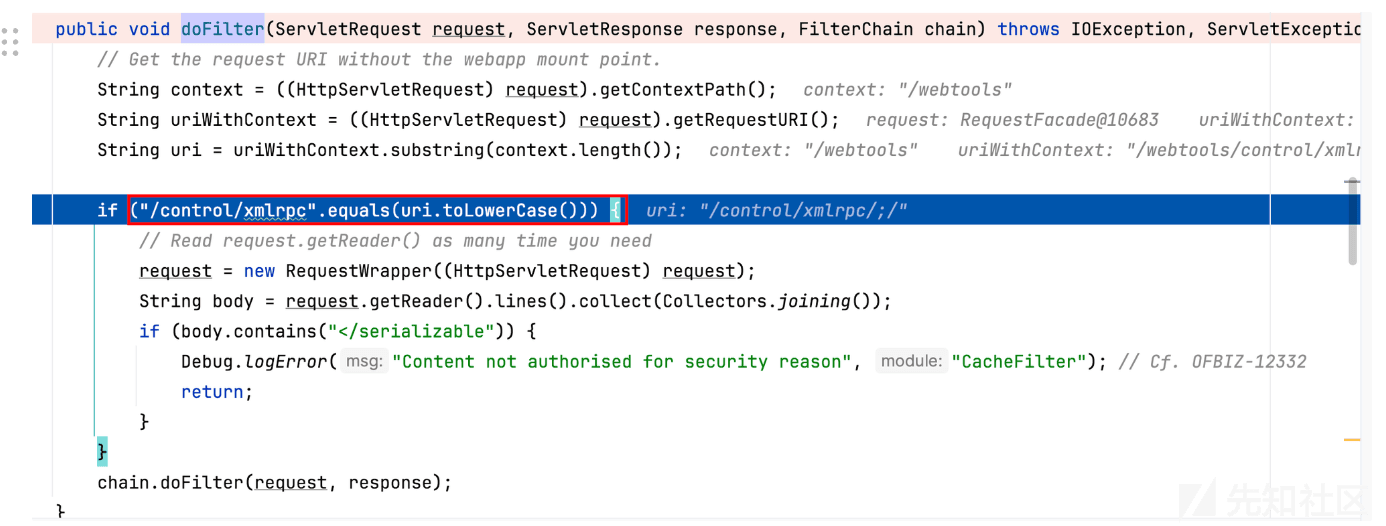 public void doFilter(ServletRequest request, ServletResponse response, FilterChain chain) throws IOException, ServletExceptio
// Get the request URI without the webapp mount point.
String context = ((HttpServletRequest) request).getContextPath(); context: "/webtools"
String uriWithContext = ((HttpServletRequest) request).getRequestURI(); request: RequestFacade@10683 uriWithContext:
String uri = uriWithContext.substring(context.length()); context: "/webtools" uriWithContext: "/webtools/control/xmlr
if ("/control/xmlrpc".equals(uri.toLowerCase())) { uri: "/control/xmlrpc/;/"
// Read request.getReader() as many time you need
request = new RequestWrapper((HttpServletRequest) request);
String body = request.getReader().lines().collect(Collectors.joining());
if (body.contains("</serializable")) {
Debug.logError( msg: "Content not authorised for security reason", module: "CacheFilter"); // Cf. OFBIZ-12332
return;
}
}
chain.doFilter(request, response);
}
先知社区